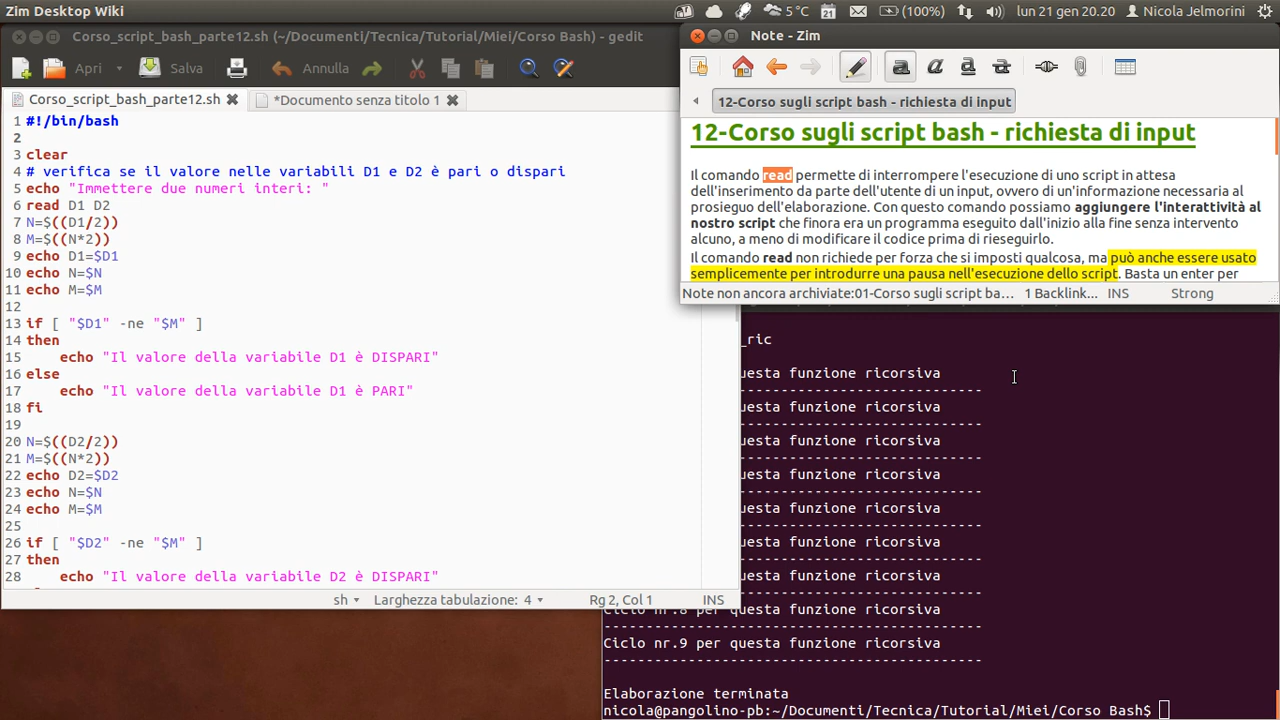 Zim Desktop Wiki
5 °C
21
(100%)
lun 21 gen 20.20
Nicola Jelmorini
Corso_script_bash_parte12.sh (~/Documenti/Tecnica/Tutorial/Miei/Corso Bash) - gedit
Apri
Salva
Annulla
Corso_script_bash_parte12.sh
*Documento senza titolo 1
1 #!/bin/bash
2
3 clear
4 # verifica se il valore nelle variabili D1 e D2 è pari o dispari
5 echo "Immettere due numeri interi: "
6 read D1 D2
7 N=$((D1/2))
8 M=$((N*2))
9 echo D1=$D1
10 echo N=$N
11 echo M=$M
12
13 if [ "$D1" -ne "$M" ]
14 then
15 echo "Il valore della variabile D1 è DISPARI"
16 else
17 echo "Il valore della variabile D1 è PARI"
18 fi
19
20 N=$((D2/2))
21 M=$((N*2))
22 echo D2=$D2
23 echo N=$N
24 echo M=$M
25
26 if [ "$D2" -ne "$M" ]
27 then
28 echo "Il valore della variabile D2 è DISPARI"
sh
Larghezza tabulazione: 4
Rg 2, Col 1
INS
Note - Zim
a a a a
12-Corso sugli script bash - richiesta di input
12-Corso sugli script bash - richiesta di input
Il comando read permette di interrompere l'esecuzione di uno script in attesa
dell'inserimento da parte dell'utente di un input, ovvero di un'informazione necessaria al
prosieguo dell'elaborazione. Con questo comando possiamo aggiungere l'interattività al
nostro script che finora era un programma eseguito dall'inizio alla fine senza intervento
alcuno, a meno di modificare il codice prima di rieseguirlo.
Il comando read non richiede per forza che si imposti qualcosa, ma può anche essere usato
semplicemente per introdurre una pausa nell'esecuzione dello script. Basta un enter per
Note non ancora archiviate:01-Corso sugli script ba...
1 Backlink...
INS
Strong
_ric
uesta funzione ricorsiva
-----------------------------
uesta funzione ricorsiva
-----------------------------
uesta funzione ricorsiva
-----------------------------
uesta funzione ricorsiva
-----------------------------
uesta funzione ricorsiva
-----------------------------
uesta funzione ricorsiva
-----------------------------
uesta funzione ricorsiva
-----------------------------
Ciclo nr.8 per questa funzione ricorsiva
---------------------------------------------
Ciclo nr.9 per questa funzione ricorsiva
---------------------------------------------
Elaborazione terminata
nicola@pangolino-pb:~/Documenti/Tecnica/Tutorial/Miei/Corso Bash$